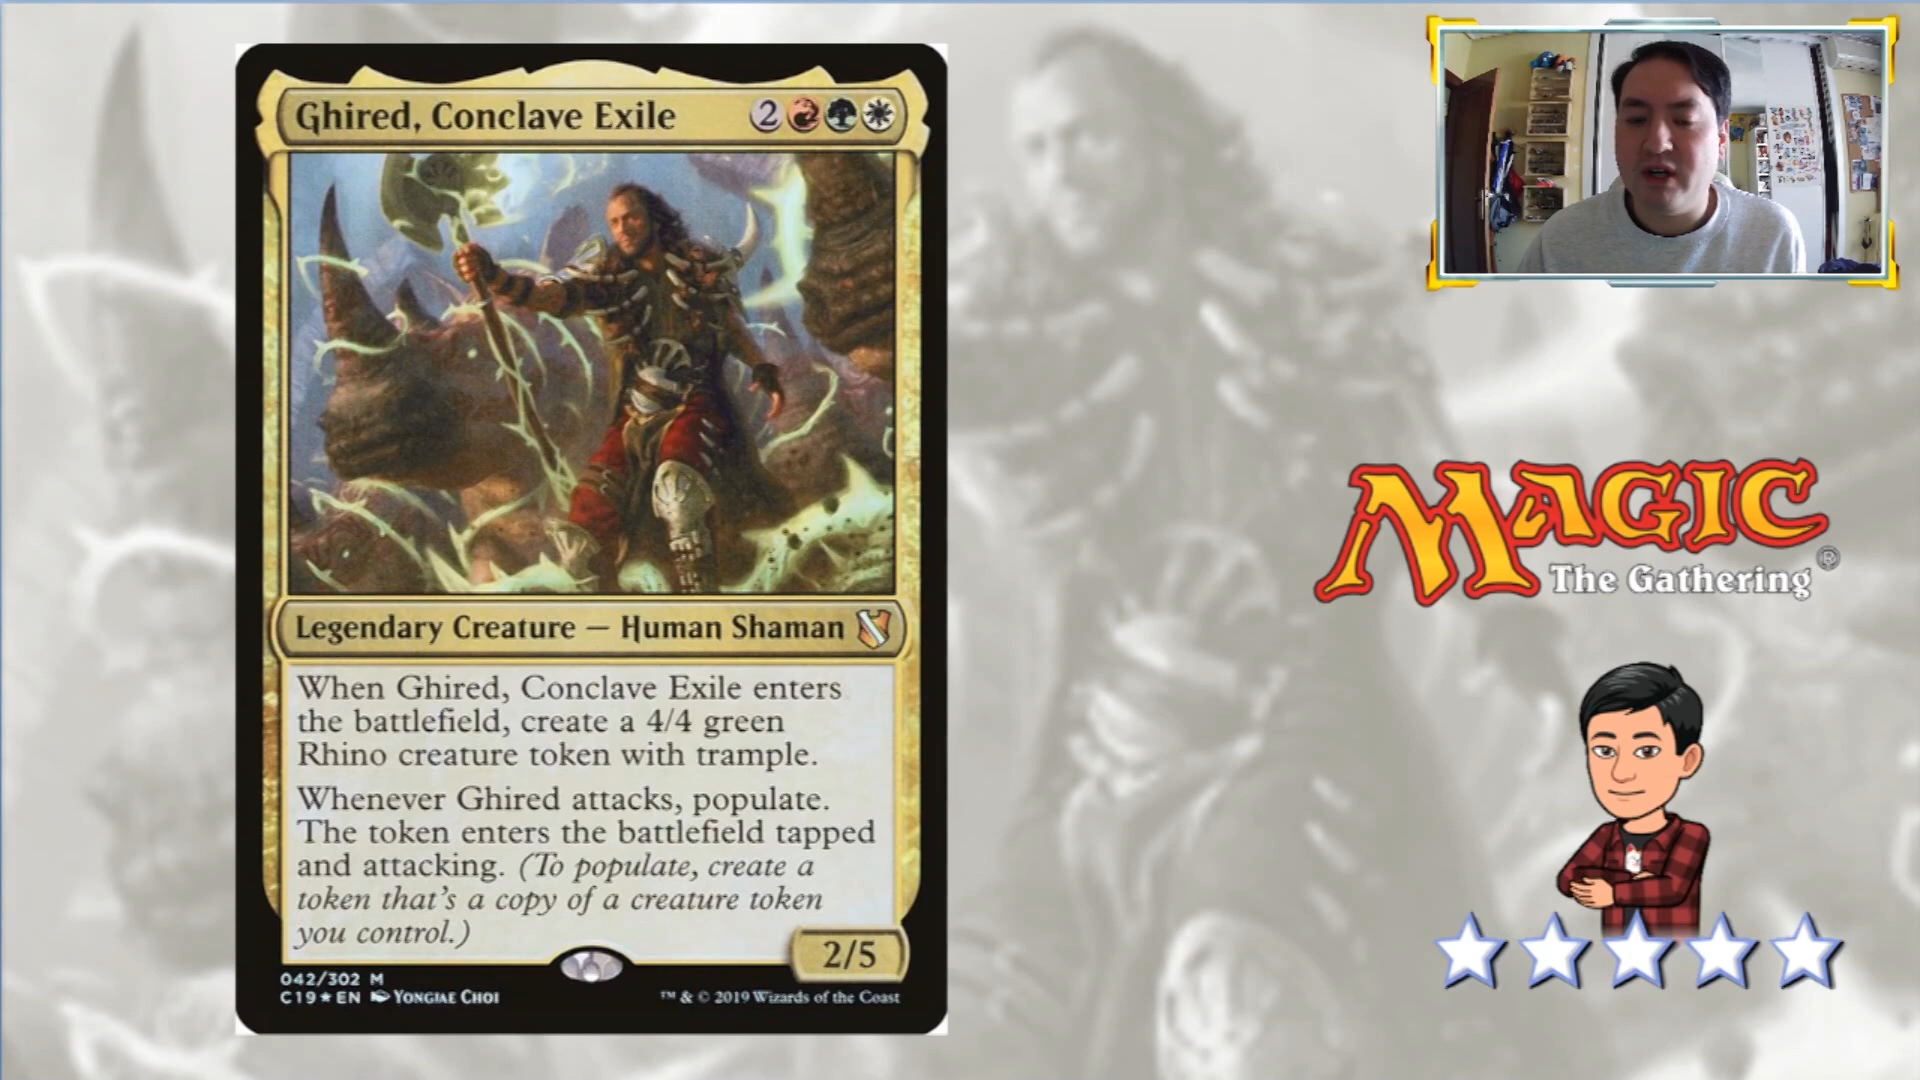 Ghired, Conclave Exile 2
Legendary Creature — Human Shaman
When Ghired, Conclave Exile enters
the battlefield, create a 4/4 green
Rhino creature token with trample.
Whenever Ghired attacks, populate.
The token enters the battlefield tapped
and attacking. (To populate, create a
token that's a copy of a creature token
you control.)
2/5
042/302 M
C19★EN YONGJAE CHOI
™ & © 2019 Wizards of the Coast
MAGIC
The Gathering®